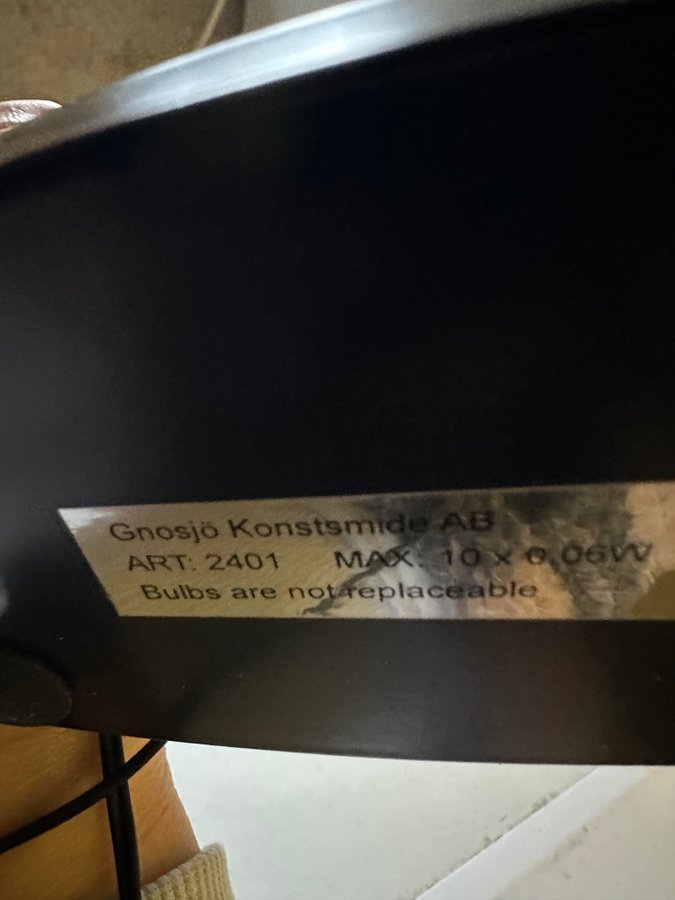 Gnosjö Konstsmide AB
ART: 2401 MAX. 10 x 0,06W
Bulbs are not replaceable